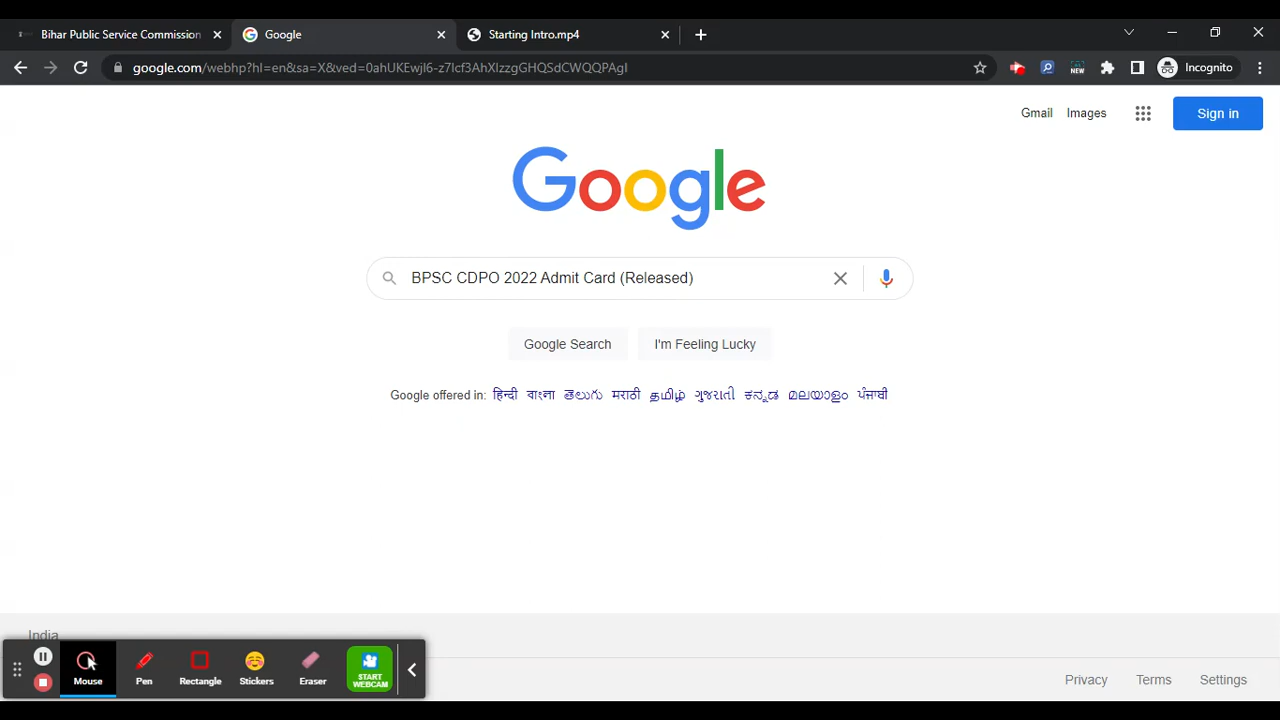 Bihar Public Service Commission
Google
Starting Intro.mp4
google.com/webhp?hl=en&sa=X&ved=0ahUKEwjI6-z7lcf3AhXIzzgGHQSdCWQQPAgI
NEW
Incognito
Gmail Images
Sign in
Google
BPSC CDPO 2022 Admit Card (Released)
Google Search
I'm Feeling Lucky
Google offered in: हिन्दी বাংলা తెలుగు मराठी தமிழ் ગુજરાતી ಕನ್ನಡ മലയാളം ਪੰਜਾਬੀ
India
Mouse
Pen
Rectangle
Stickers
Eraser
START
WEBCAM
Privacy Terms Settings